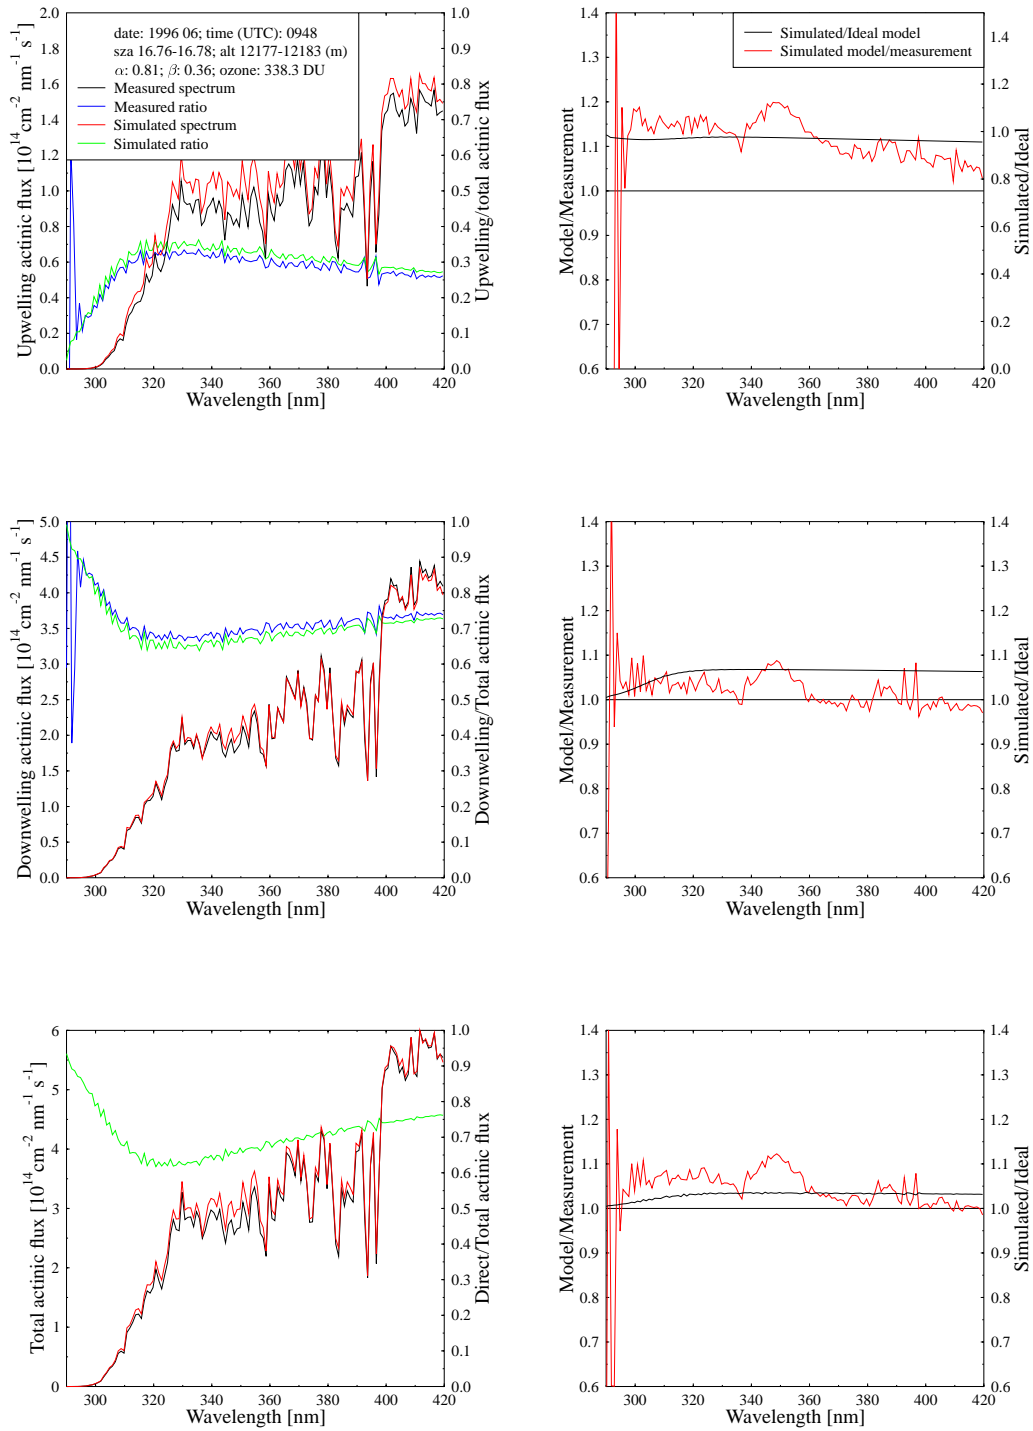 date: 1996 06; time (UTC): 0948
sza 16.76-16.78; alt 12177-12183 (m)
α: 0.81; β: 0.36, ozone: 338.3 DU
Measured spectrum
Measured ratio
Simulated spectrum
Simulated ratio
Upwelling actinic flux [10^14 cm^-2 nm^-1 s^-1]
0.0 0.2 0.4 0.6 0.8 1.0 1.2 1.4 1.6 1.8 2.0
Upwelling/total actinic flux
0.0 0.1 0.2 0.3 0.4 0.5 0.6 0.7 0.8 0.9 1.0
300 320 340 360 380 400 420
Wavelength [nm]
Simulated/Ideal model
Simulated model/measurement
Model/Measurement
0.6 0.7 0.8 0.9 1.0 1.1 1.2 1.3 1.4
Simulated/Ideal
0.0 0.2 0.4 0.6 0.8 1.0 1.2 1.4
300 320 340 360 380 400 420
Wavelength [nm]
Downwelling actinic flux [10^14 cm^-2 nm^-1 s^-1]
0.0 0.5 1.0 1.5 2.0 2.5 3.0 3.5 4.0 4.5 5.0
Downwelling/Total actinic flux
0.0 0.1 0.2 0.3 0.4 0.5 0.6 0.7 0.8 0.9 1.0
300 320 340 360 380 400 420
Wavelength [nm]
Model/Measurement
0.6 0.7 0.8 0.9 1.0 1.1 1.2 1.3 1.4
Simulated/Ideal
0.6 0.7 0.8 0.9 1.0 1.1 1.2 1.3 1.4
300 320 340 360 380 400 420
Wavelength [nm]
Total actinic flux [10^14 cm^-2 nm^-1 s^-1]
0 1 2 3 4 5 6
Direct/Total actinic flux
0.0 0.1 0.2 0.3 0.4 0.5 0.6 0.7 0.8 0.9 1.0
300 320 340 360 380 400 420
Wavelength [nm]
Model/Measurement
0.6 0.7 0.8 0.9 1.0 1.1 1.2 1.3 1.4
Simulated/Ideal
0.6 0.7 0.8 0.9 1.0 1.1 1.2 1.3 1.4
300 320 340 360 380 400 420
Wavelength [nm]